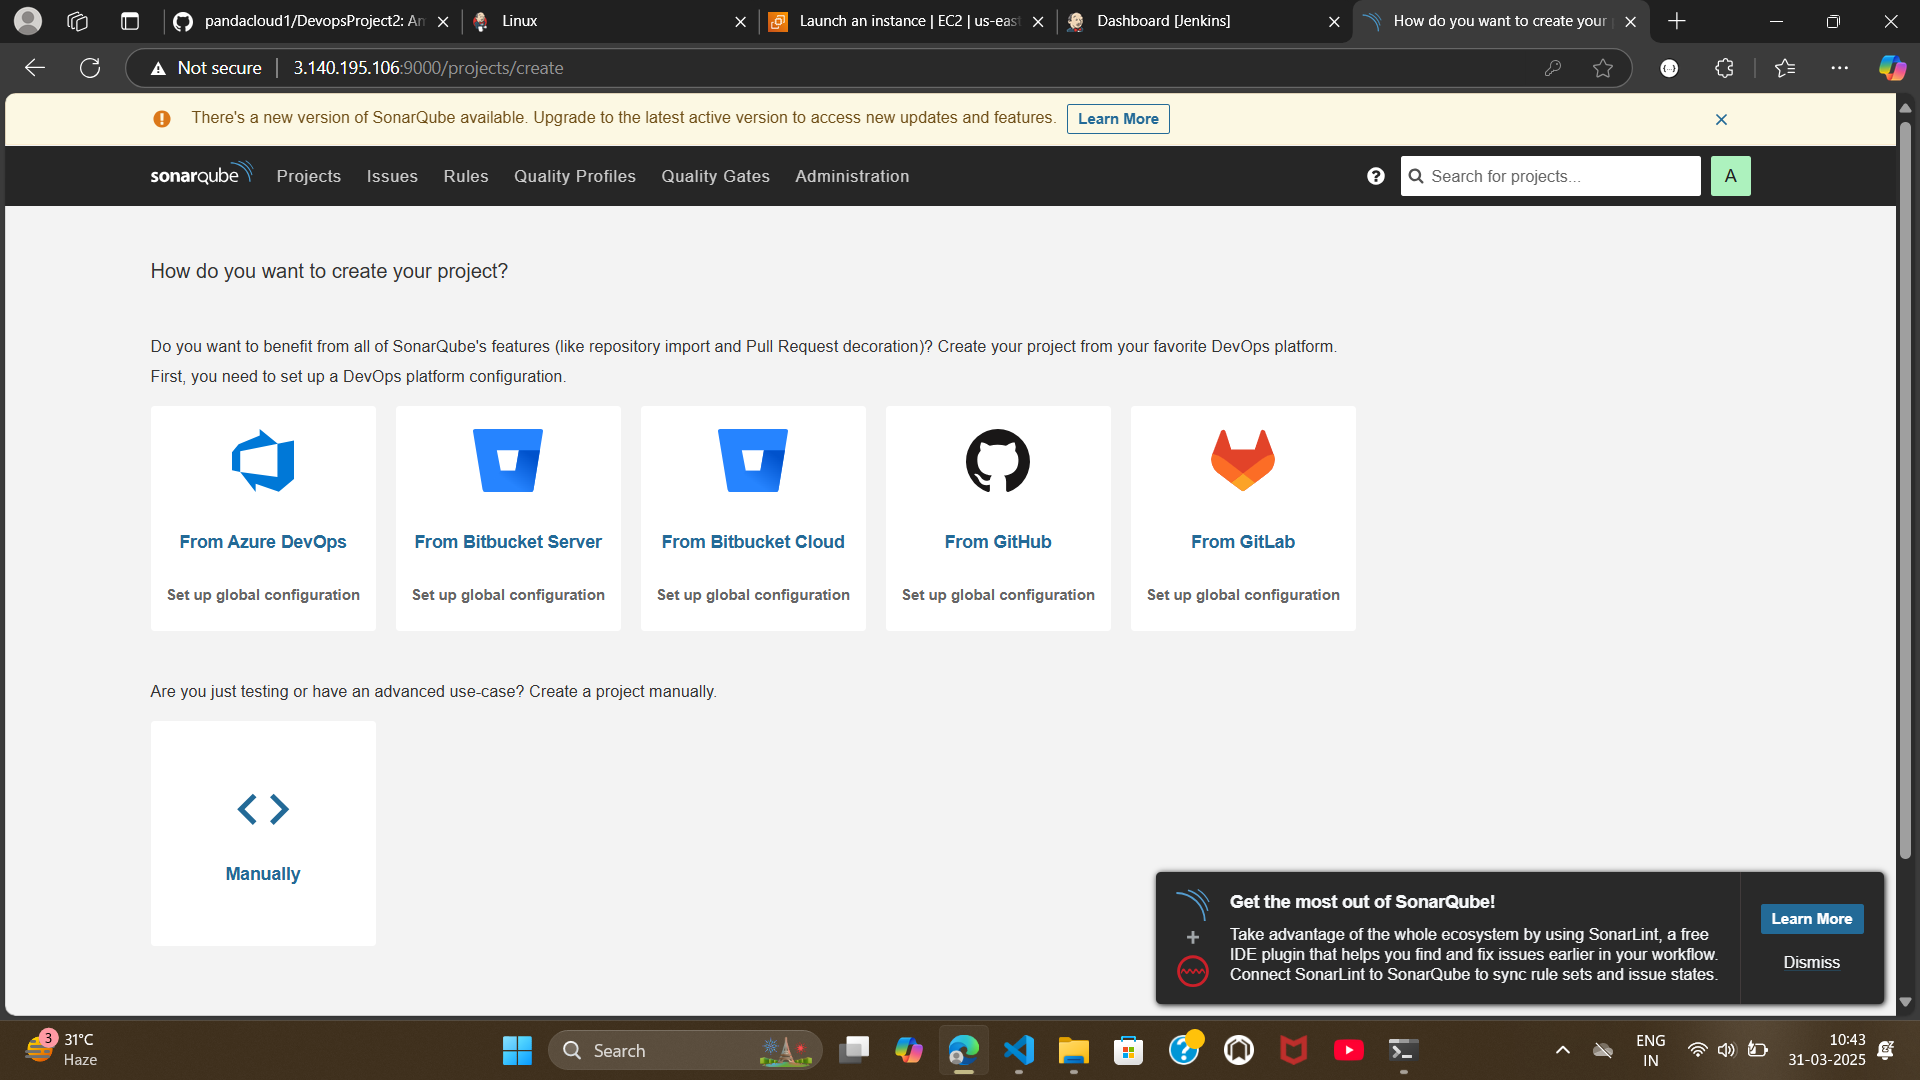 pandacloud1/DevopsProject2: An
Linux
Launch an instance | EC2 | us-east
Dashboard [Jenkins]
How do you want to create your
Not secure
3.140.195.106:9000/projects/create
There's a new version of SonarQube available. Upgrade to the latest active version to access new updates and features.
Learn More
sonarqube
Projects
Issues
Rules
Quality Profiles
Quality Gates
Administration
Search for projects...
A
How do you want to create your project?
Do you want to benefit from all of SonarQube's features (like repository import and Pull Request decoration)? Create your project from your favorite DevOps platform.
First, you need to set up a DevOps platform configuration.
From Azure DevOps
From Bitbucket Server
From Bitbucket Cloud
From GitHub
From GitLab
Set up global configuration
Set up global configuration
Set up global configuration
Set up global configuration
Set up global configuration
Are you just testing or have an advanced use-case? Create a project manually.
Manually
Get the most out of SonarQube!
Take advantage of the whole ecosystem by using SonarLint, a free
IDE plugin that helps you find and fix issues earlier in your workflow.
Connect SonarLint to SonarQube to sync rule sets and issue states.
Learn More
Dismiss
3
31°C
Haze
Search
ENG
IN
10:43
31-03-2025